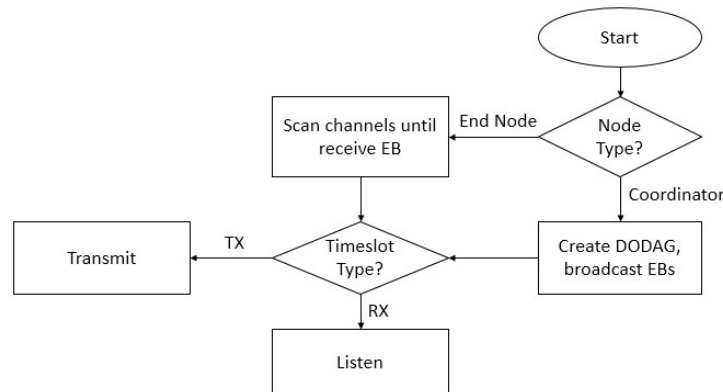 Start
Node
Type?
End Node
Scan channels until
receive EB
Coordinator
Create DODAG,
broadcast EBs
Timeslot
Type?
TX
Transmit
RX
Listen